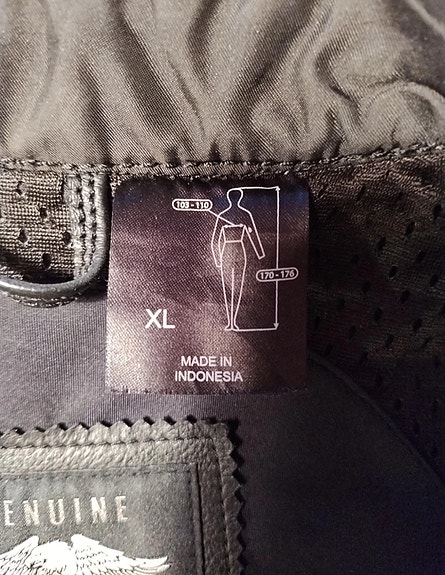 103 - 110
170 - 176
XL
MADE IN
INDONESIA
ENUINE